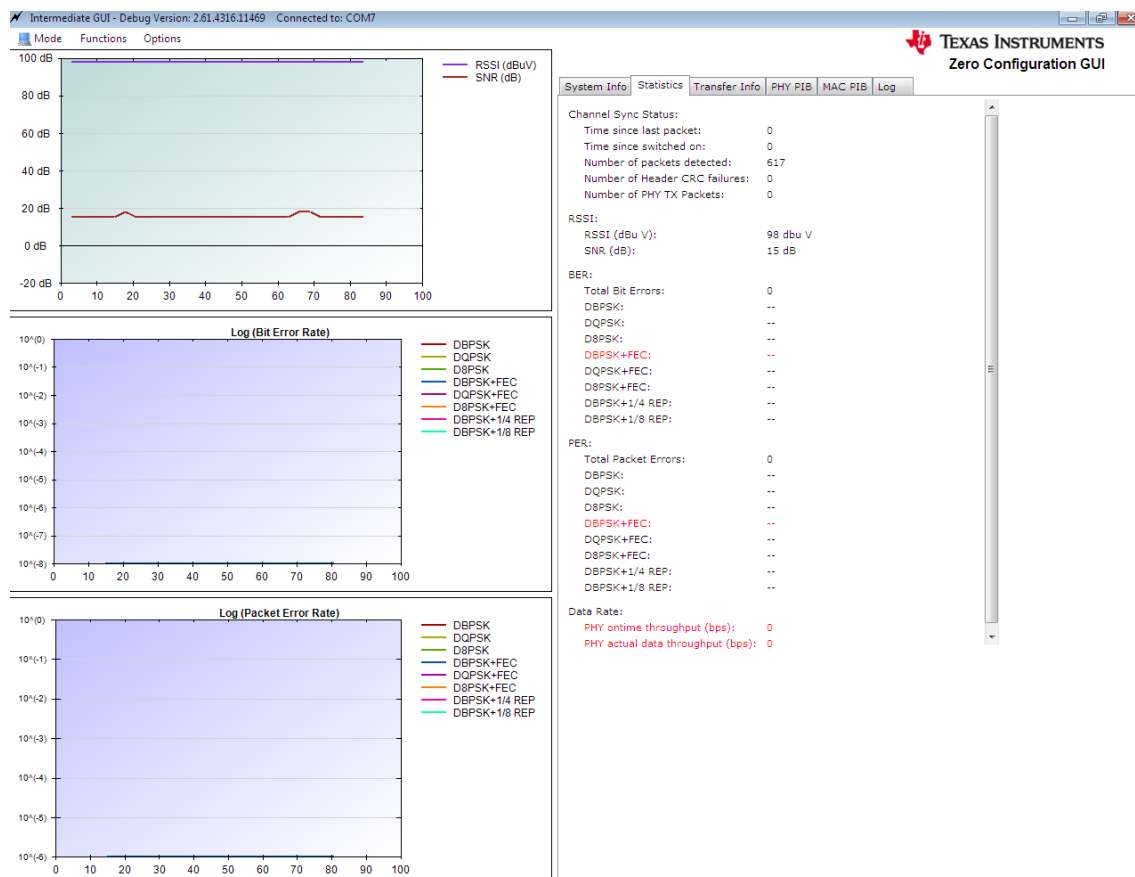 Intermediate GUI - Debug Version: 2.61.4316.11469 Connected to: COM7
Mode Functions Options
TEXAS INSTRUMENTS
Zero Configuration GUI
100 dB
80 dB
60 dB
40 dB
20 dB
0 dB
-20 dB
0 10 20 30 40 50 60 70 80 90 100
RSSI (dBuV)
SNR (dB)
Log (Bit Error Rate)
10^(0)
10^(-1)
10^(-2)
10^(-3)
10^(-4)
10^(-5)
10^(-6)
10^(-7)
10^(-8)
0 10 20 30 40 50 60 70 80 90 100
DBPSK
DQPSK
D8PSK
DBPSK+FEC
DQPSK+FEC
D8PSK+FEC
DBPSK+1/4 REP
DBPSK+1/8 REP
Log (Packet Error Rate)
10^(0)
10^(-1)
10^(-2)
10^(-3)
10^(-4)
10^(-5)
10^(-6)
0 10 20 30 40 50 60 70 80 90 100
DBPSK
DQPSK
D8PSK
DBPSK+FEC
DQPSK+FEC
D8PSK+FEC
DBPSK+1/4 REP
DBPSK+1/8 REP
System Info Statistics Transfer Info PHY PIB MAC PIB Log
Channel Sync Status:
Time since last packet: 0
Time since switched on: 0
Number of packets detected: 617
Number of Header CRC failures: 0
Number of PHY TX Packets: 0
RSSI:
RSSI (dBu V): 98 dbu V
SNR (dB): 15 dB
BER:
Total Bit Errors: 0
DBPSK: --
DQPSK: --
D8PSK: --
DBPSK+FEC: --
DQPSK+FEC: --
D8PSK+FEC: --
DBPSK+1/4 REP: --
DBPSK+1/8 REP: --
PER:
Total Packet Errors: 0
DBPSK: --
DQPSK: --
D8PSK: --
DBPSK+FEC: --
DQPSK+FEC: --
D8PSK+FEC: --
DBPSK+1/4 REP: --
DBPSK+1/8 REP: --
Data Rate:
PHY ontime throughput (bps): 0
PHY actual data throughput (bps): 0